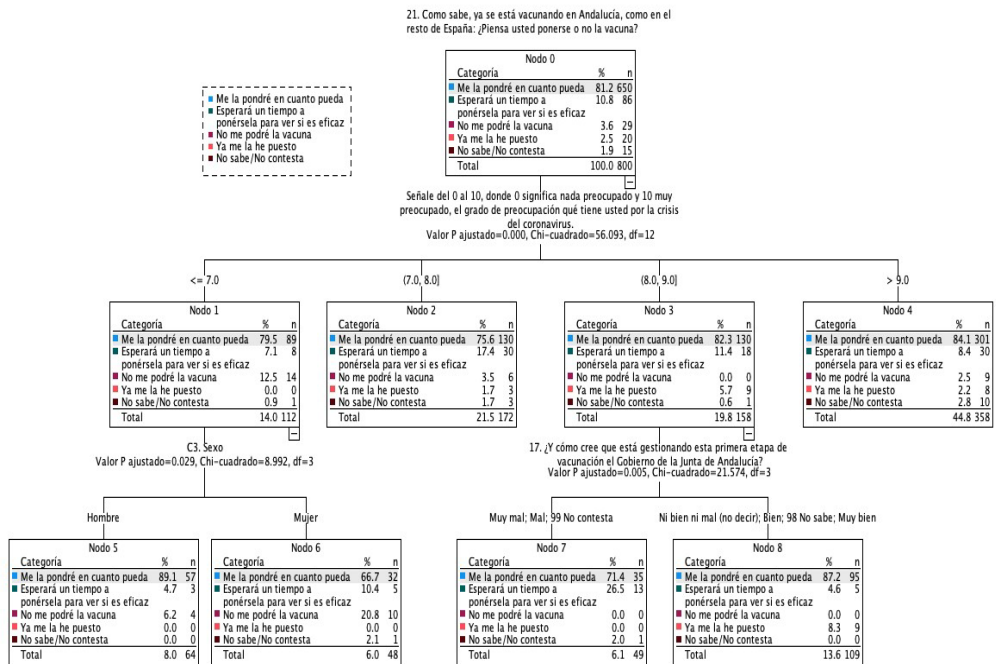 21. Como sabe, ya se está vacunando en Andalucía, como en el
resto de España: ¿Piensa usted ponerse o no la vacuna?
Me la pondré en cuanto pueda
Esperará un tiempo a
ponérsela para ver si es eficaz
No me podré la vacuna
Ya me la he puesto
No sabe/No contesta
Nodo 0
Categoría % n
Me la pondré en cuanto pueda 81.2 650
Esperará un tiempo a 10.8 86
ponérsela para ver si es eficaz
No me podré la vacuna 3.6 29
Ya me la he puesto 2.5 20
No sabe/No contesta 1.9 15
Total 100.0 800
Señale del 0 al 10, donde 0 significa nada preocupado y 10 muy
preocupado, el grado de preocupación qué tiene usted por la crisis
del coronavirus.
Valor P ajustado=0.000, Chi-cuadrado=56.093, df=12
<= 7.0
(7.0, 8.0]
(8.0, 9.0]
> 9.0
Nodo 1
Categoría % n
Me la pondré en cuanto pueda 79.5 89
Esperará un tiempo a 7.1 8
ponérsela para ver si es eficaz
No me podré la vacuna 12.5 14
Ya me la he puesto 0.0 0
No sabe/No contesta 0.9 1
Total 14.0 112
Nodo 2
Categoría % n
Me la pondré en cuanto pueda 75.6 130
Esperará un tiempo a 17.4 30
ponérsela para ver si es eficaz
No me podré la vacuna 3.5 6
Ya me la he puesto 1.7 3
No sabe/No contesta 1.7 3
Total 21.5 172
Nodo 3
Categoría % n
Me la pondré en cuanto pueda 82.3 130
Esperará un tiempo a 11.4 18
ponérsela para ver si es eficaz
No me podré la vacuna 0.0 0
Ya me la he puesto 5.7 9
No sabe/No contesta 0.6 1
Total 19.8 158
Nodo 4
Categoría % n
Me la pondré en cuanto pueda 84.1 301
Esperará un tiempo a 8.4 30
ponérsela para ver si es eficaz
No me podré la vacuna 2.5 9
Ya me la he puesto 2.2 8
No sabe/No contesta 2.8 10
Total 44.8 358
C3. Sexo
Valor P ajustado=0.029, Chi-cuadrado=8.992, df=3
17. ¿Y cómo cree que está gestionando esta primera etapa de
vacunación el Gobierno de la Junta de Andalucía?
Valor P ajustado=0.005, Chi-cuadrado=21.574, df=3
Hombre
Mujer
Muy mal; Mal; 99 No contesta
Ni bien ni mal (no decir); Bien; 98 No sabe; Muy bien
Nodo 5
Categoría % n
Me la pondré en cuanto pueda 89.1 57
Esperará un tiempo a 4.7 3
ponérsela para ver si es eficaz
No me podré la vacuna 6.2 4
Ya me la he puesto 0.0 0
No sabe/No contesta 0.0 0
Total 8.0 64
Nodo 6
Categoría % n
Me la pondré en cuanto pueda 66.7 32
Esperará un tiempo a 10.4 5
ponérsela para ver si es eficaz
No me podré la vacuna 20.8 10
Ya me la he puesto 0.0 0
No sabe/No contesta 2.1 1
Total 6.0 48
Nodo 7
Categoría % n
Me la pondré en cuanto pueda 71.4 35
Esperará un tiempo a 26.5 13
ponérsela para ver si es eficaz
No me podré la vacuna 0.0 0
Ya me la he puesto 0.0 0
No sabe/No contesta 2.0 1
Total 6.1 49
Nodo 8
Categoría % n
Me la pondré en cuanto pueda 87.2 95
Esperará un tiempo a 4.6 5
ponérsela para ver si es eficaz
No me podré la vacuna 0.0 0
Ya me la he puesto 8.3 9
No sabe/No contesta 0.0 0
Total 13.6 109